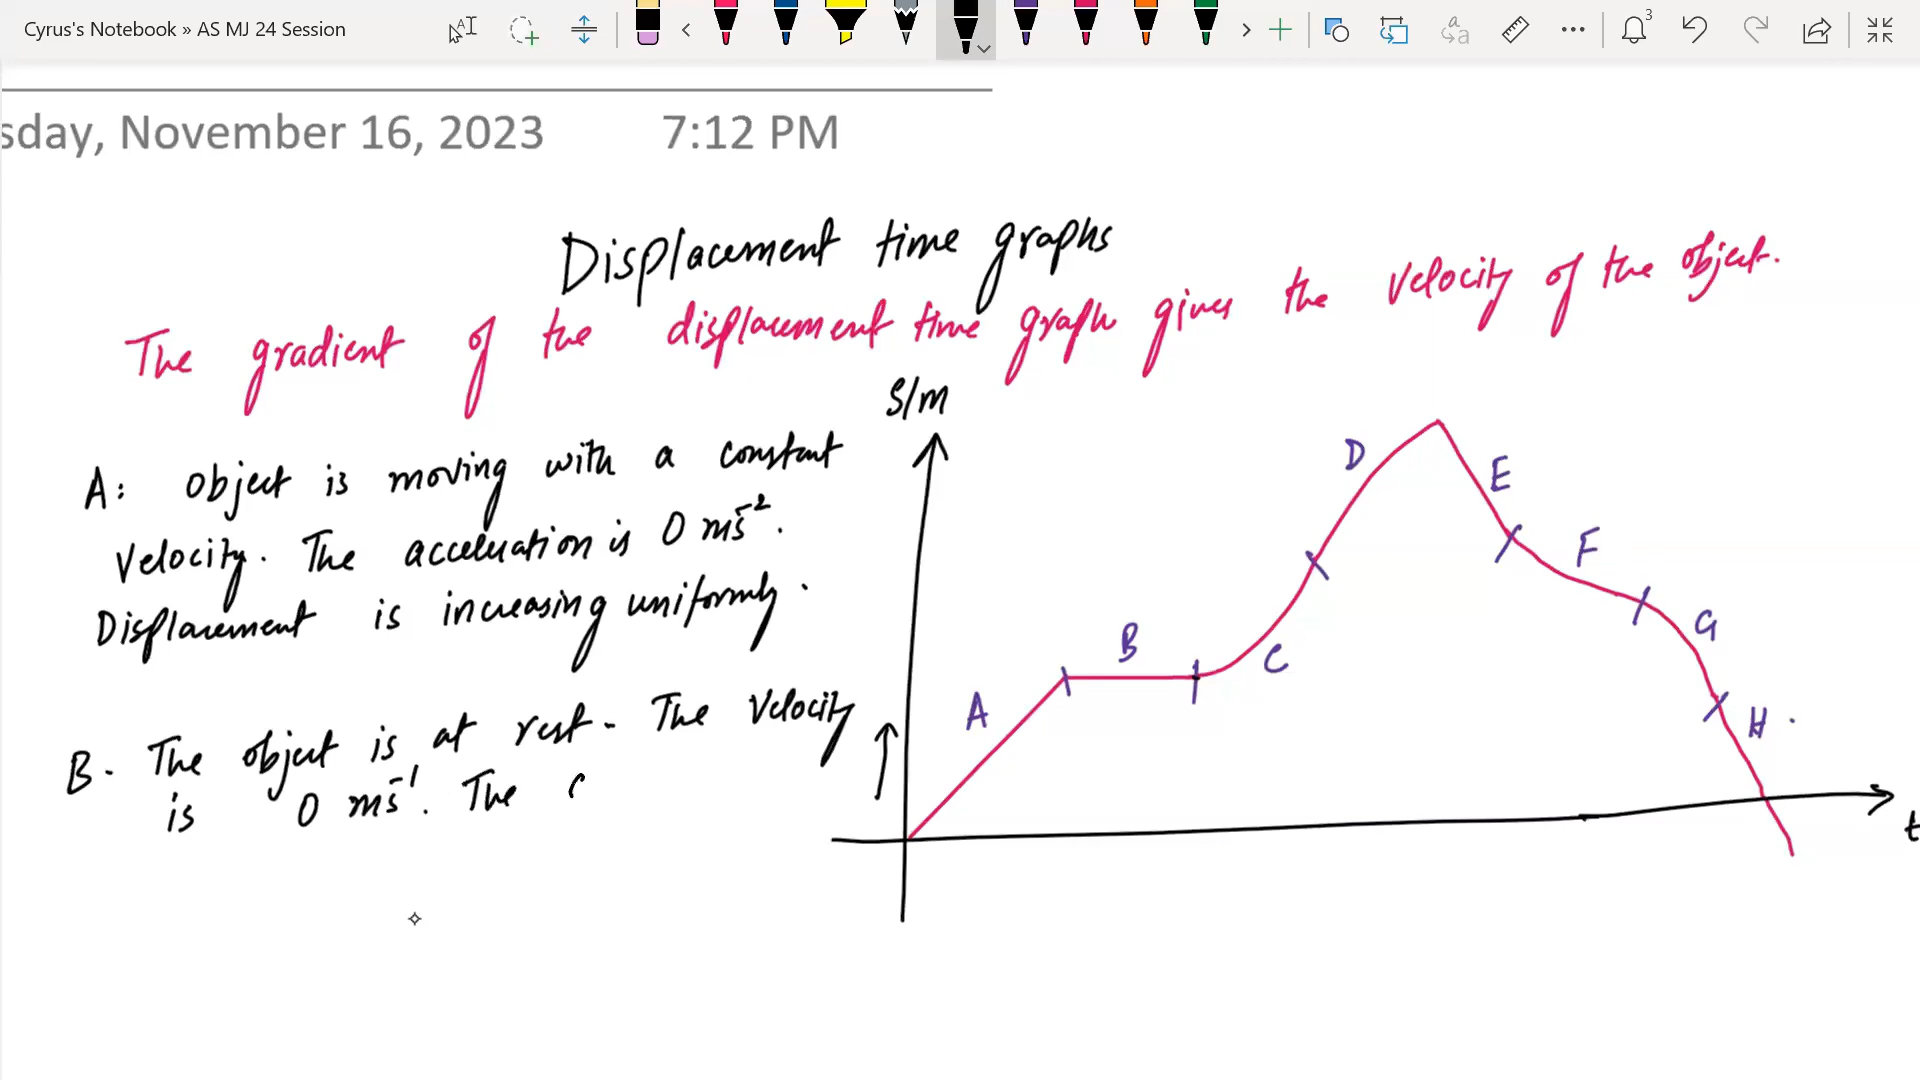 Cyrus's Notebook » AS MJ 24 Session
3
sday, November 16, 2023 7:12 PM
Displacement time graphs
The gradient of the displacement time graph gives the velocity of the object.
S/m
A: Object is moving with a constant
velocity. The acceleration is 0 ms⁻².
Displacement is increasing uniformly.
B. The object is at rest. The velocity
is 0 ms⁻¹. The
A
B
C
D
E
F
G
H.
t